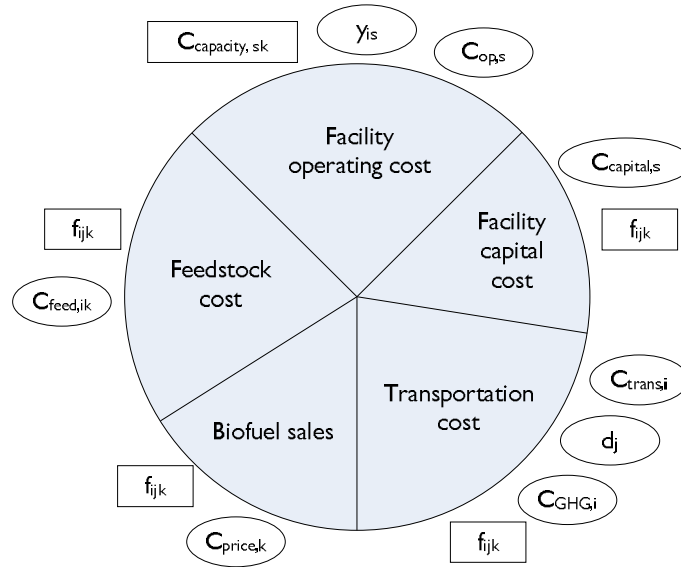 yis
Ccapacity, sk
Cop,s
Facility
operating cost
Ccapital,s
fijk
fijk
Facility
capital
cost
Feedstock
cost
Cfeed,ik
Ctrans,i
Transportation
cost
Biofuel sales
dj
fijk
CGHG,i
fijk
Cprice,k